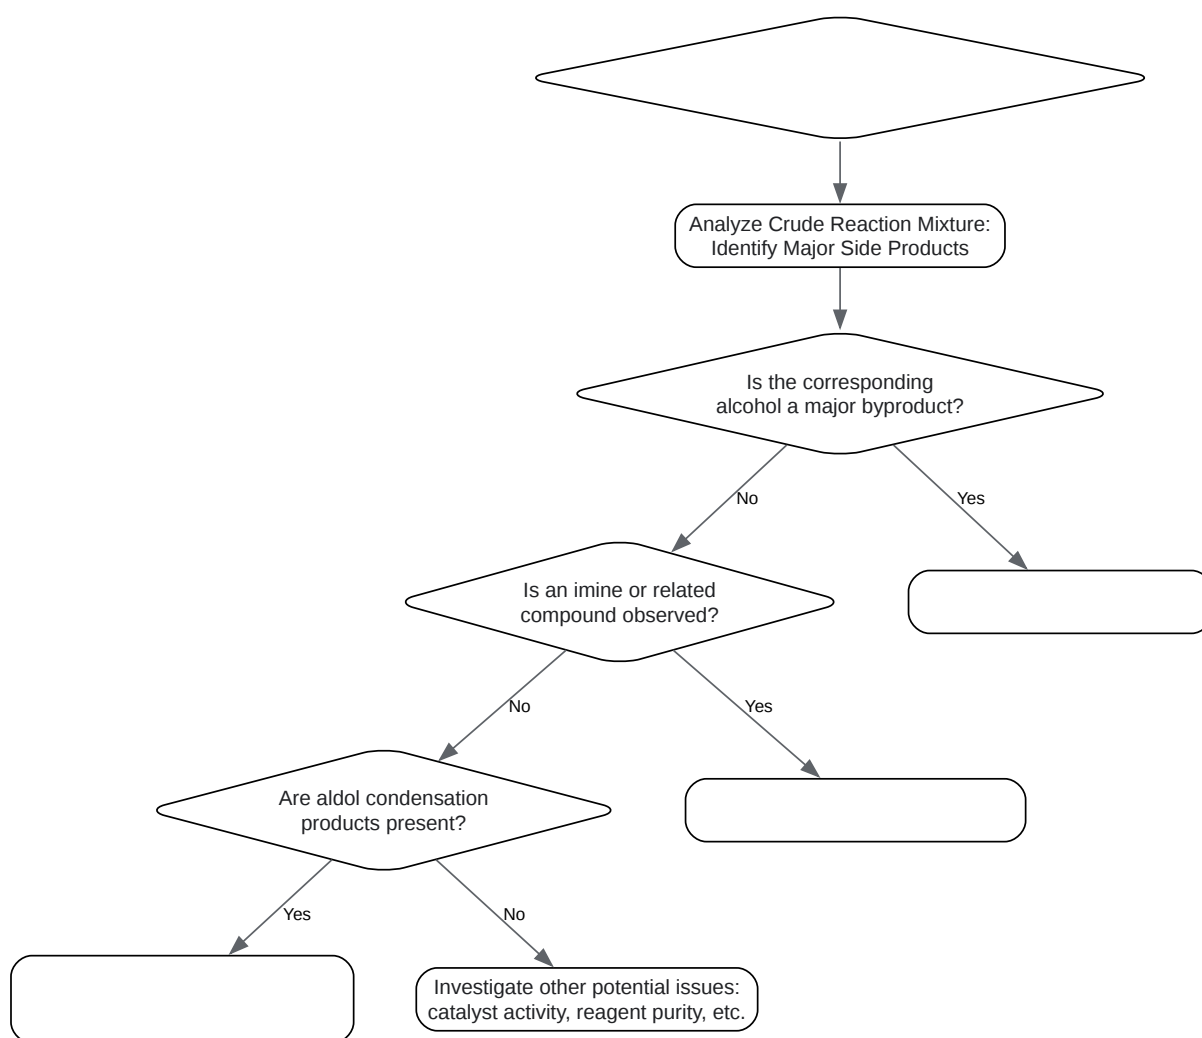 Analyze Crude Reaction Mixture:
Identify Major Side Products
Is the corresponding
alcohol a major byproduct?
No
Yes
Is an imine or related
compound observed?
No
Yes
Are aldol condensation
products present?
Yes
No
Investigate other potential issues:
catalyst activity, reagent purity, etc.